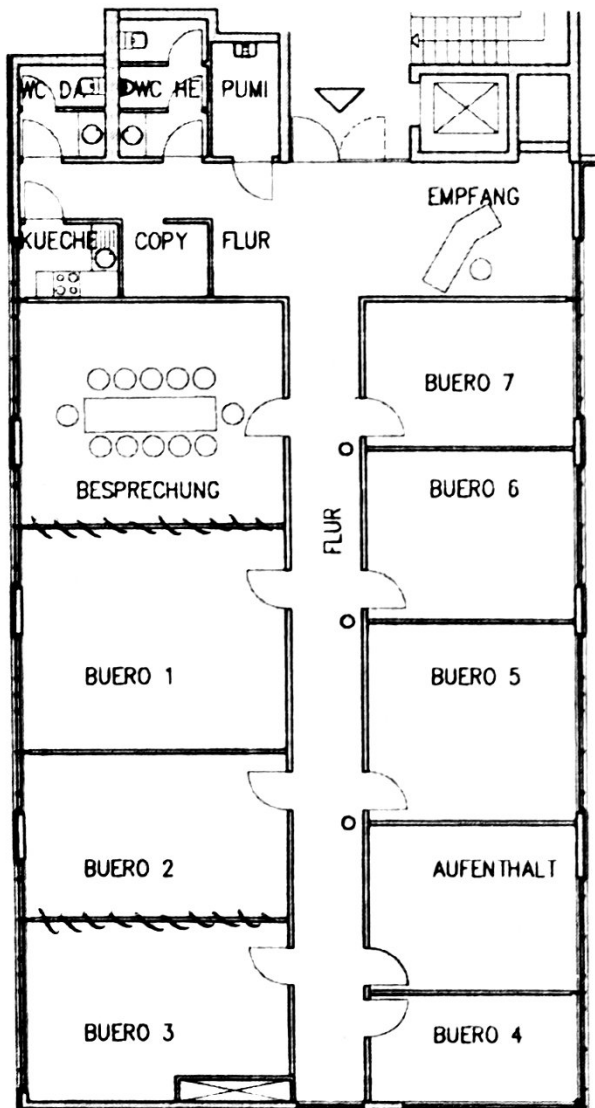 WC DA
WC HE
PUMI
EMPFANG
KUECHE
COPY
FLUR
BUERO 7
BESPRECHUNG
BUERO 6
FLUR
BUERO 1
BUERO 5
BUERO 2
AUFENTHALT
BUERO 3
BUERO 4